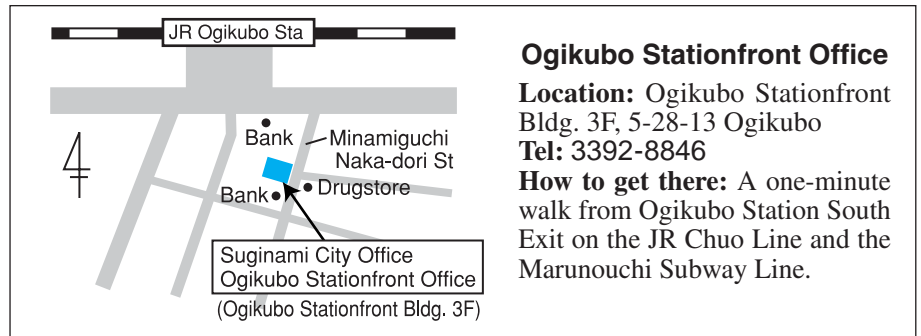 JR Ogikubo Sta
Bank
Minamiguchi
Naka-dori St
Bank
Drugstore
Suginami City Office
Ogikubo Stationfront Office
(Ogikubo Stationfront Bldg. 3F)
Ogikubo Stationfront Office
Location: Ogikubo Stationfront
Bldg. 3F, 5-28-13 Ogikubo
Tel: 3392-8846
How to get there: A one-minute
walk from Ogikubo Station South
Exit on the JR Chuo Line and the
Marunouchi Subway Line.